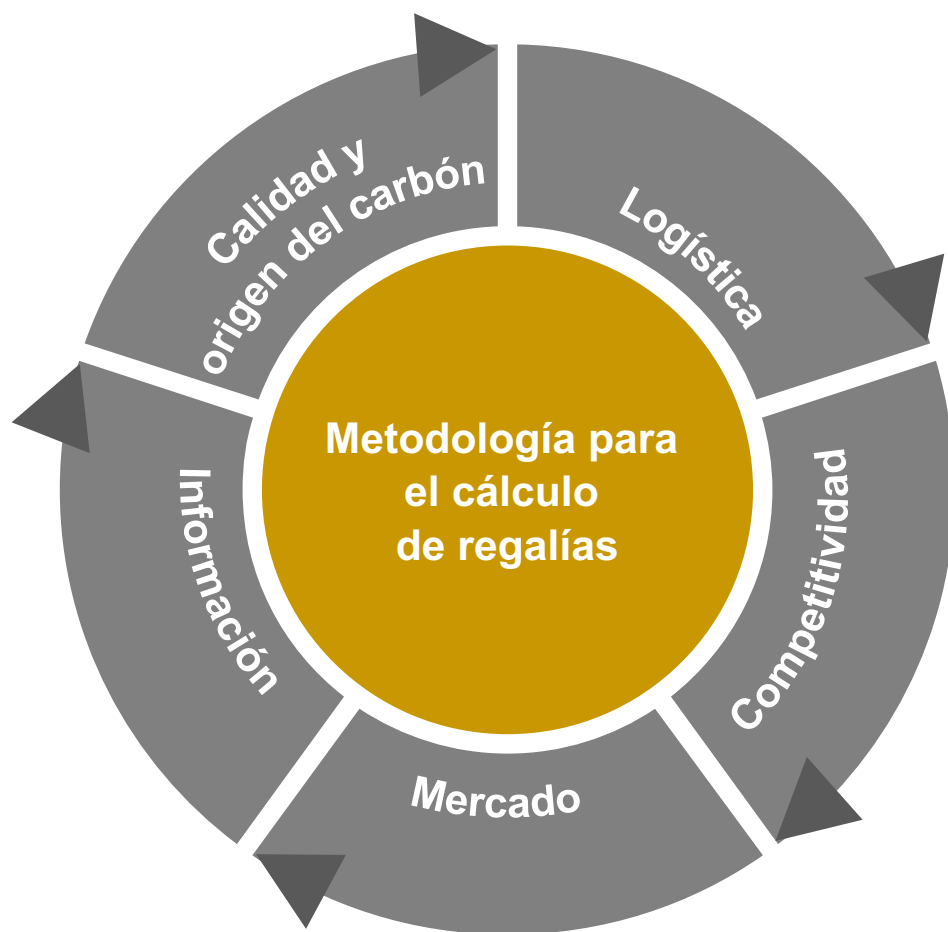 Calidad y
origen del carbón
Logística
Metodología para
el cálculo
de regalías
Competitividad
Información
Mercado